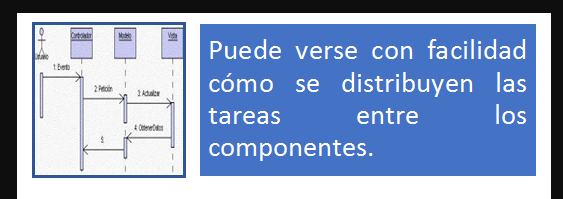 Controlador Modelo Vista
Usuario
1: Evento
2: Petición
3: Actualizar
4: ObtenerDatos
5:
Puede verse con facilidad
cómo se distribuyen las
tareas entre los
componentes.